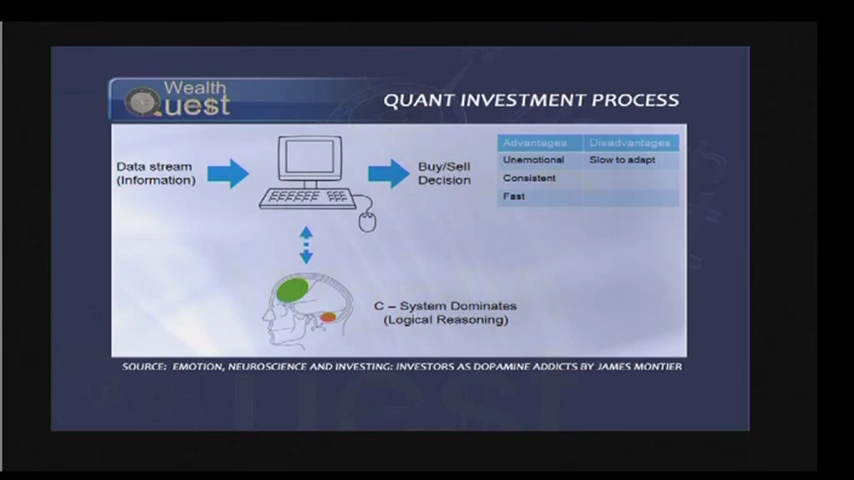 Wealth
Quest
QUANT INVESTMENT PROCESS
Data stream
(Information)
Buy/Sell
Decision
Advantages Disadvantages
Unemotional Slow to adapt
Consistent
Fast
C – System Dominates
(Logical Reasoning)
SOURCE: EMOTION, NEUROSCIENCE AND INVESTING: INVESTORS AS DOPAMINE ADDICTS BY JAMES MONTIER
uest